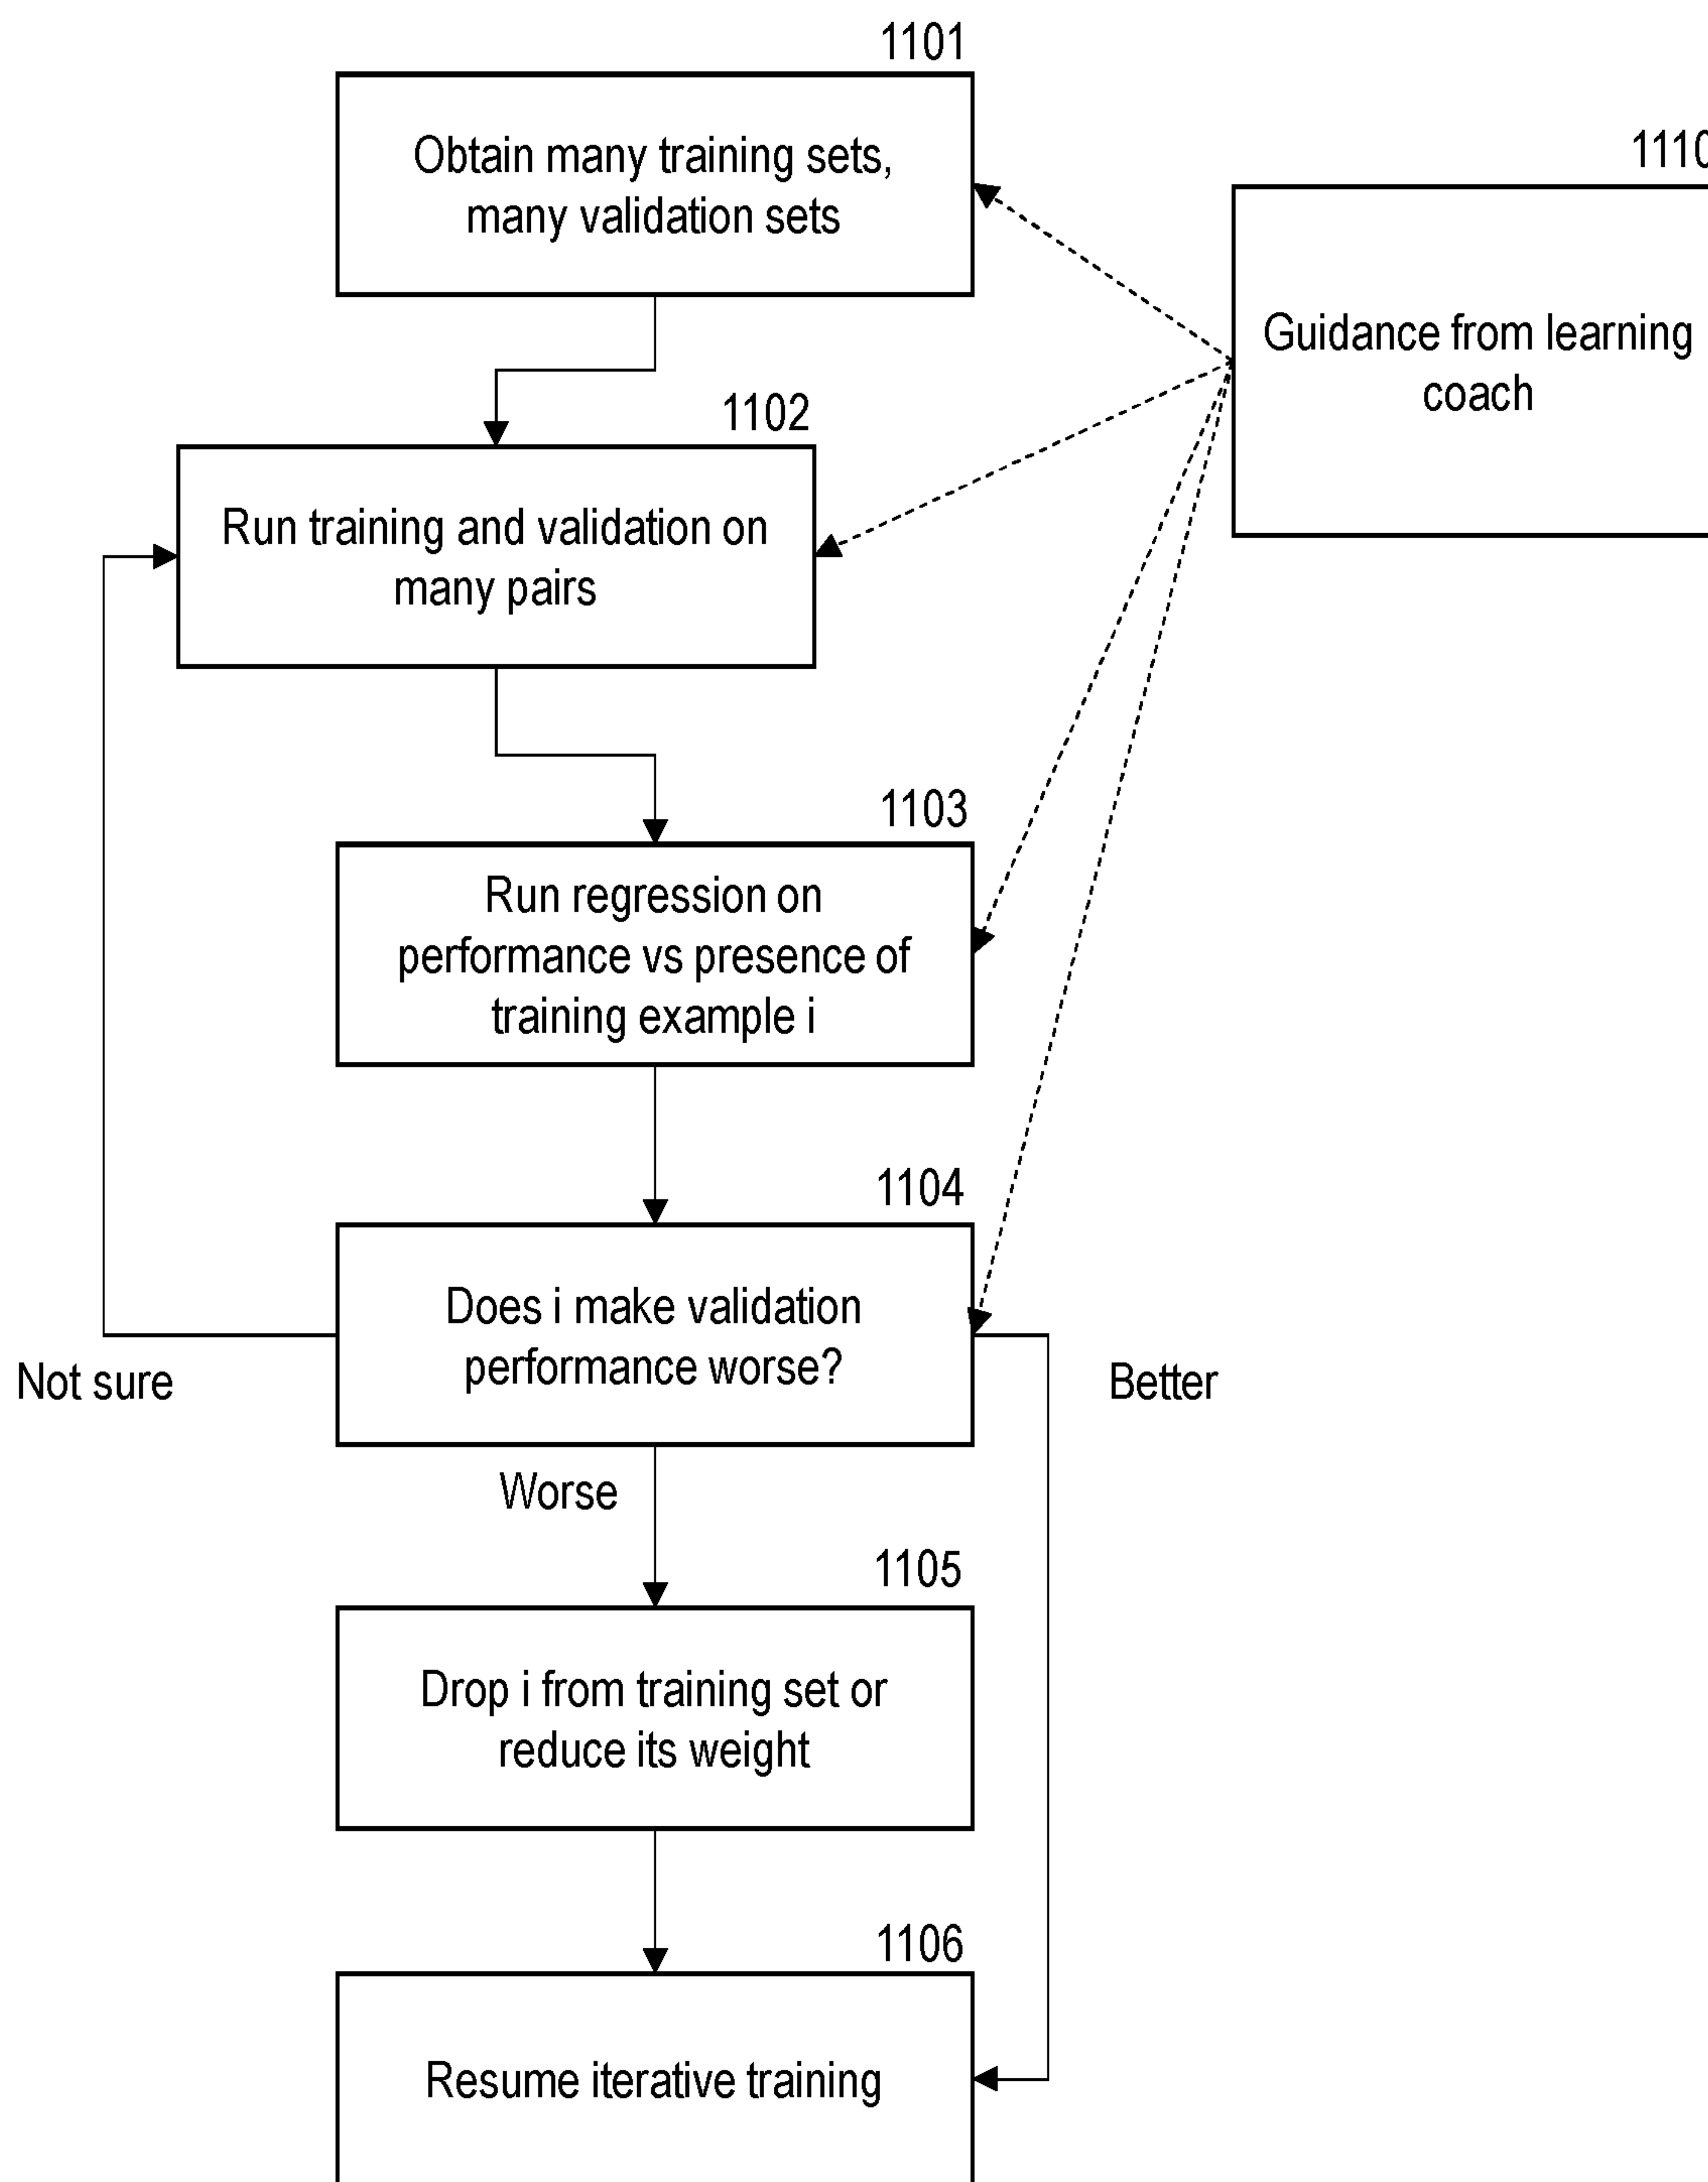 1101
Obtain many training sets,
many validation sets
1110
Guidance from learning
coach
1102
Run training and validation on
many pairs
1103
Run regression on
performance vs presence of
training example i
1104
Does i make validation
performance worse?
Not sure
Better
Worse
1105
Drop i from training set or
reduce its weight
1106
Resume iterative training